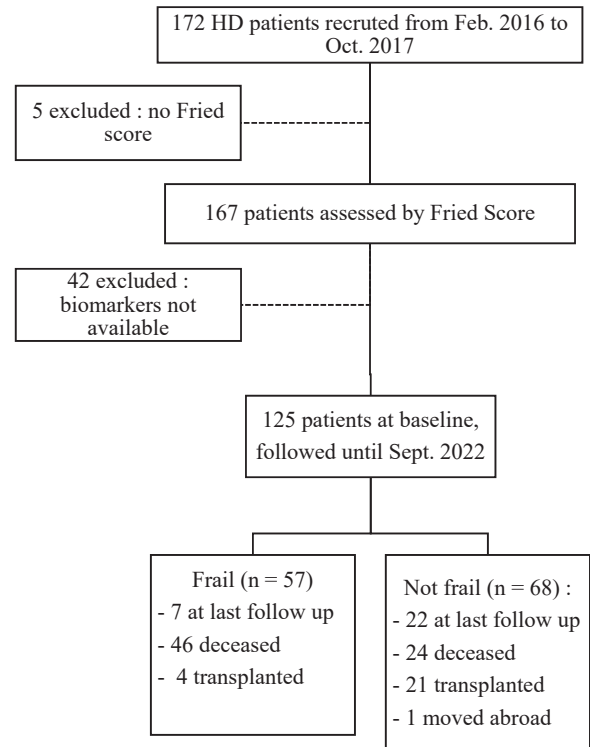 172 HD patients recruted from Feb. 2016 to
Oct. 2017
5 excluded : no Fried
score
167 patients assessed by Fried Score
42 excluded :
biomarkers not
available
125 patients at baseline,
followed until Sept. 2022
Frail (n = 57)
- 7 at last follow up
- 46 deceased
- 4 transplanted
Not frail (n = 68) :
- 22 at last follow up
- 24 deceased
- 21 transplanted
- 1 moved abroad